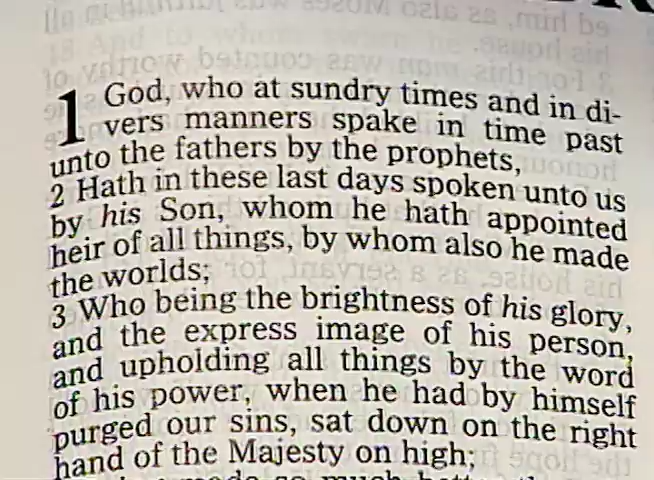 1 God, who at sundry times and in di-
vers manners spake in time past
unto the fathers by the prophets,
2 Hath in these last days spoken unto us
by his Son, whom he hath appointed
heir of all things, by whom also he made
the worlds;
3 Who being the brightness of his glory,
and the express image of his person,
and upholding all things by the word
of his power, when he had by himself
purged our sins, sat down on the right
hand of the Majesty on high;